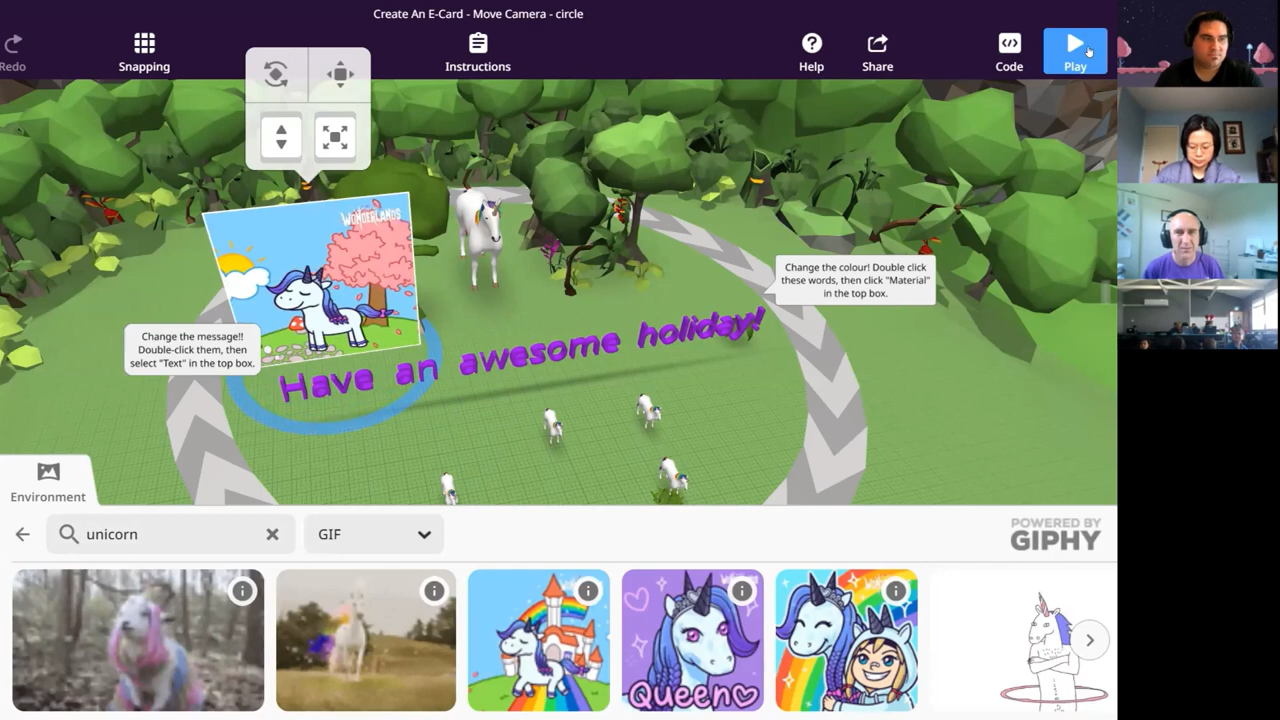 Create An E-Card - Move Camera - circle
Redo
Snapping
Instructions
Help
Share
Code
Play
WONDERLANDS
Change the colour! Double click
these words, then click "Material"
in the top box.
Change the message!!
Double-click them, then
select "Text" in the top box.
Have an awesome holiday!
Environment
unicorn
GIF
POWERED BY
GIPHY
Queen